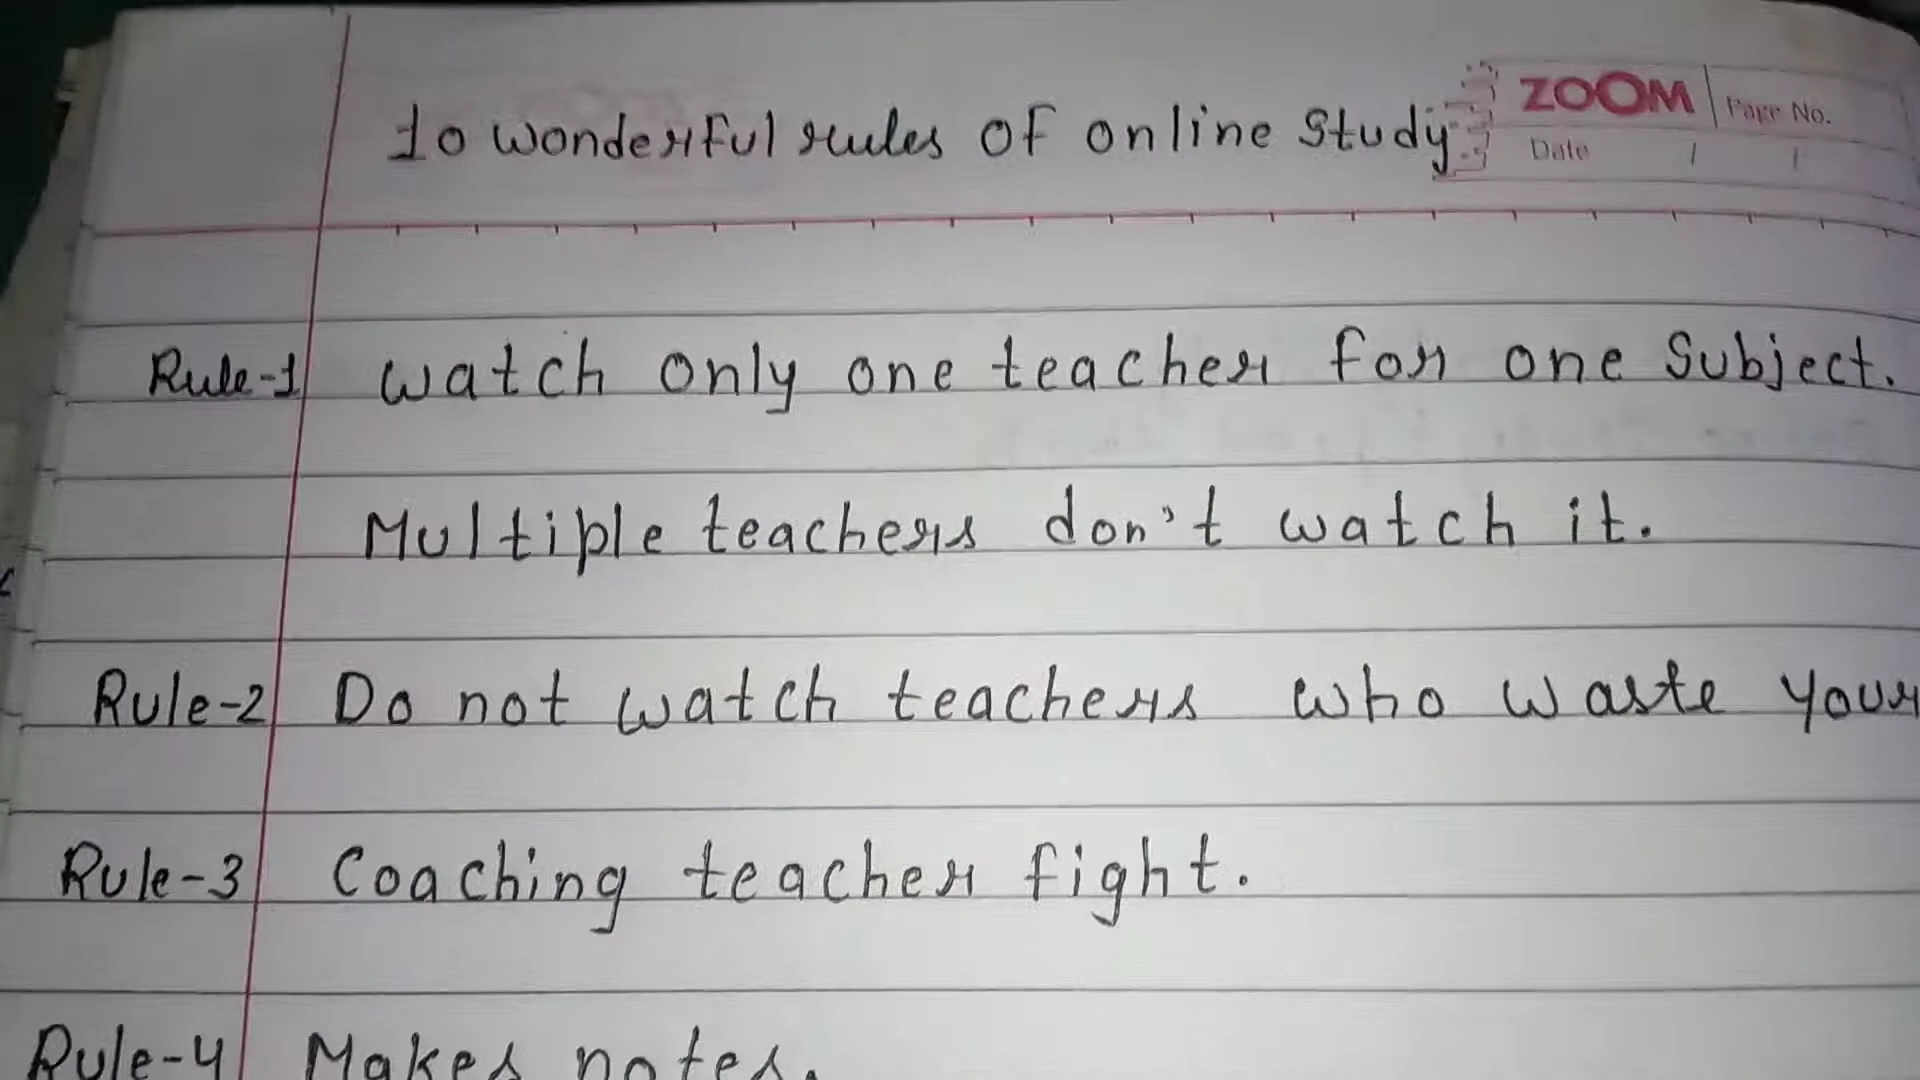 10 wonderful rules of online study
ZOOM
Page No.
Date / /
Rule-1 watch only one teacher for one Subject.
Multiple teachers don't watch it.
Rule-2 Do not watch teachers who waste your
Rule-3 Coaching teacher fight.
Rule-4 Makes notes.